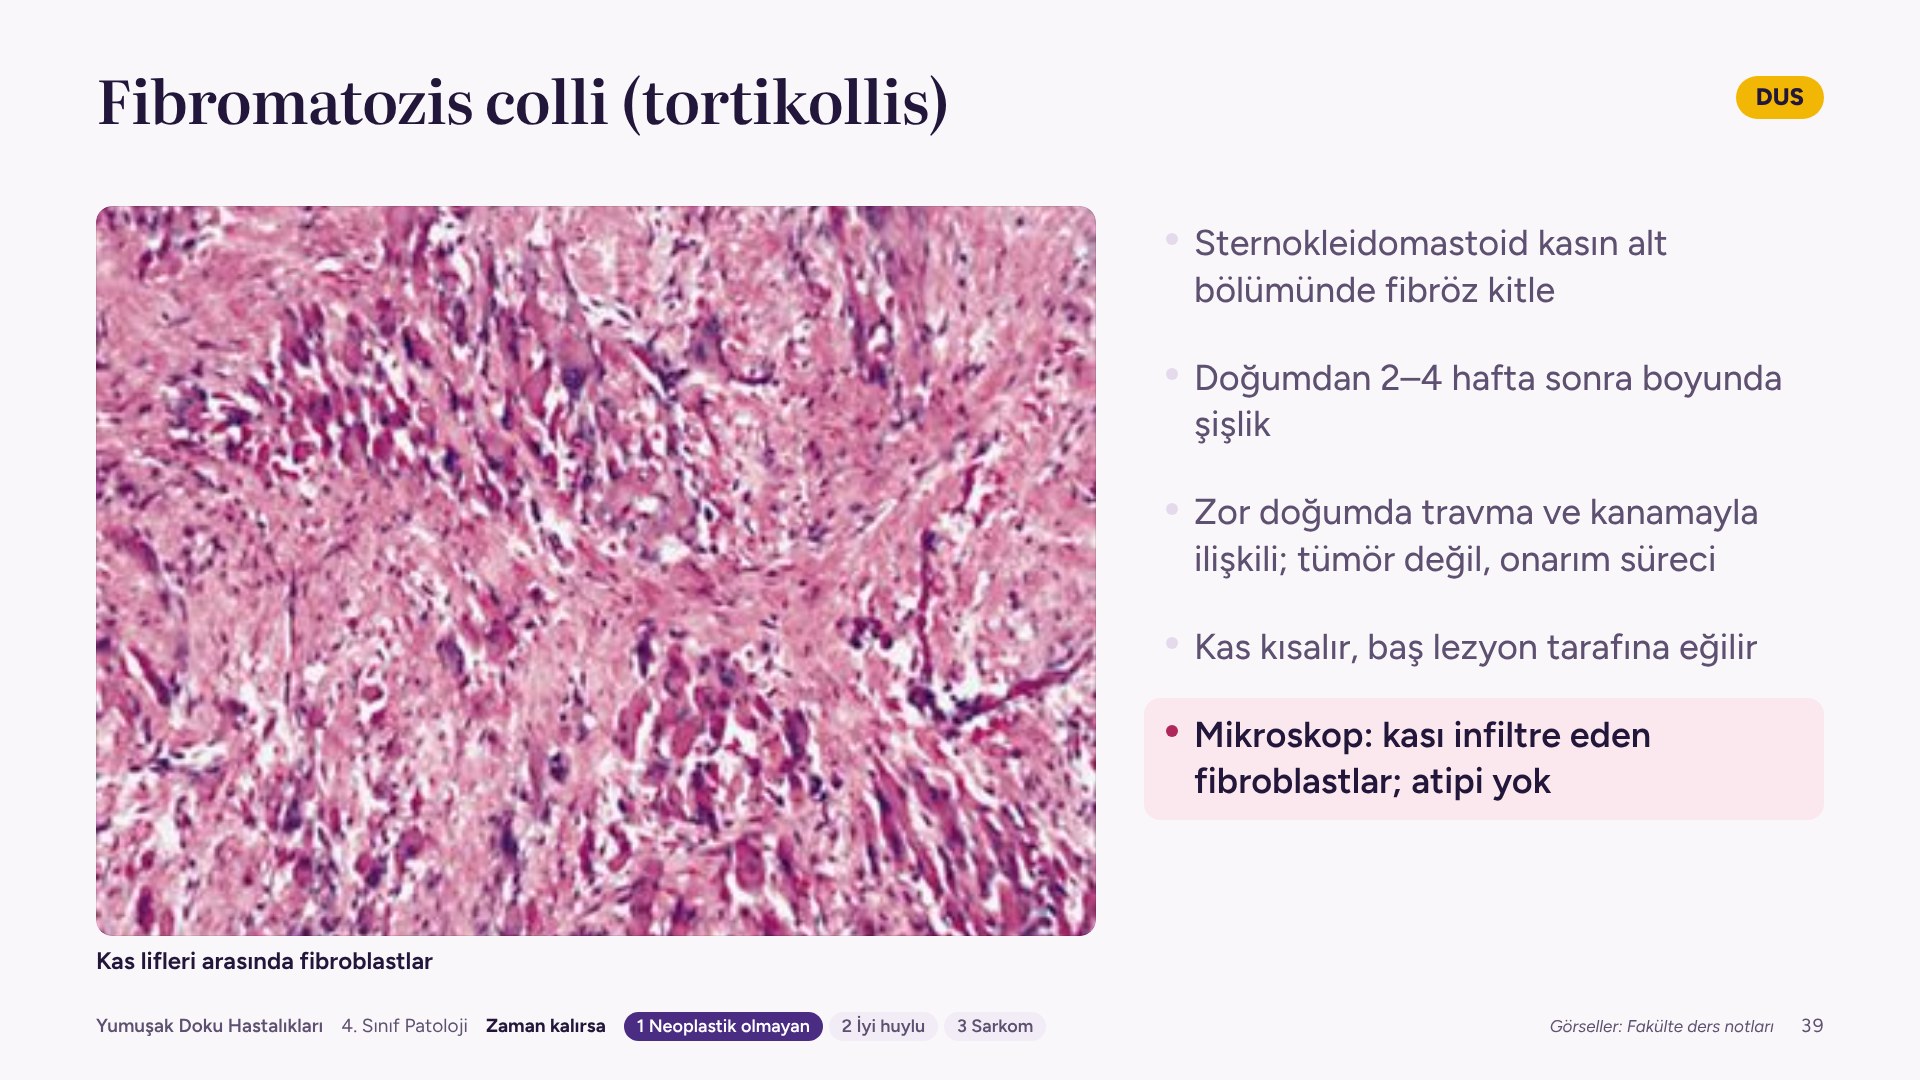 Fibromatozis colli (tortikollis)
DUS
Sternokleidomastoid kasın alt
bölümünde fibröz kitle
Doğumdan 2–4 hafta sonra boyunda
şişlik
Zor doğumda travma ve kanamayla
ilişkili; tümör değil, onarım süreci
Kas kısalır, baş lezyon tarafına eğilir
Mikroskop: kası infiltre eden
fibroblastlar; atipi yok
Kas lifleri arasında fibroblastlar
Yumuşak Doku Hastalıkları 4. Sınıf Patoloji Zaman kalırsa 1 Neoplastik olmayan 2 İyi huylu 3 Sarkom Görseller: Fakülte ders notları 39